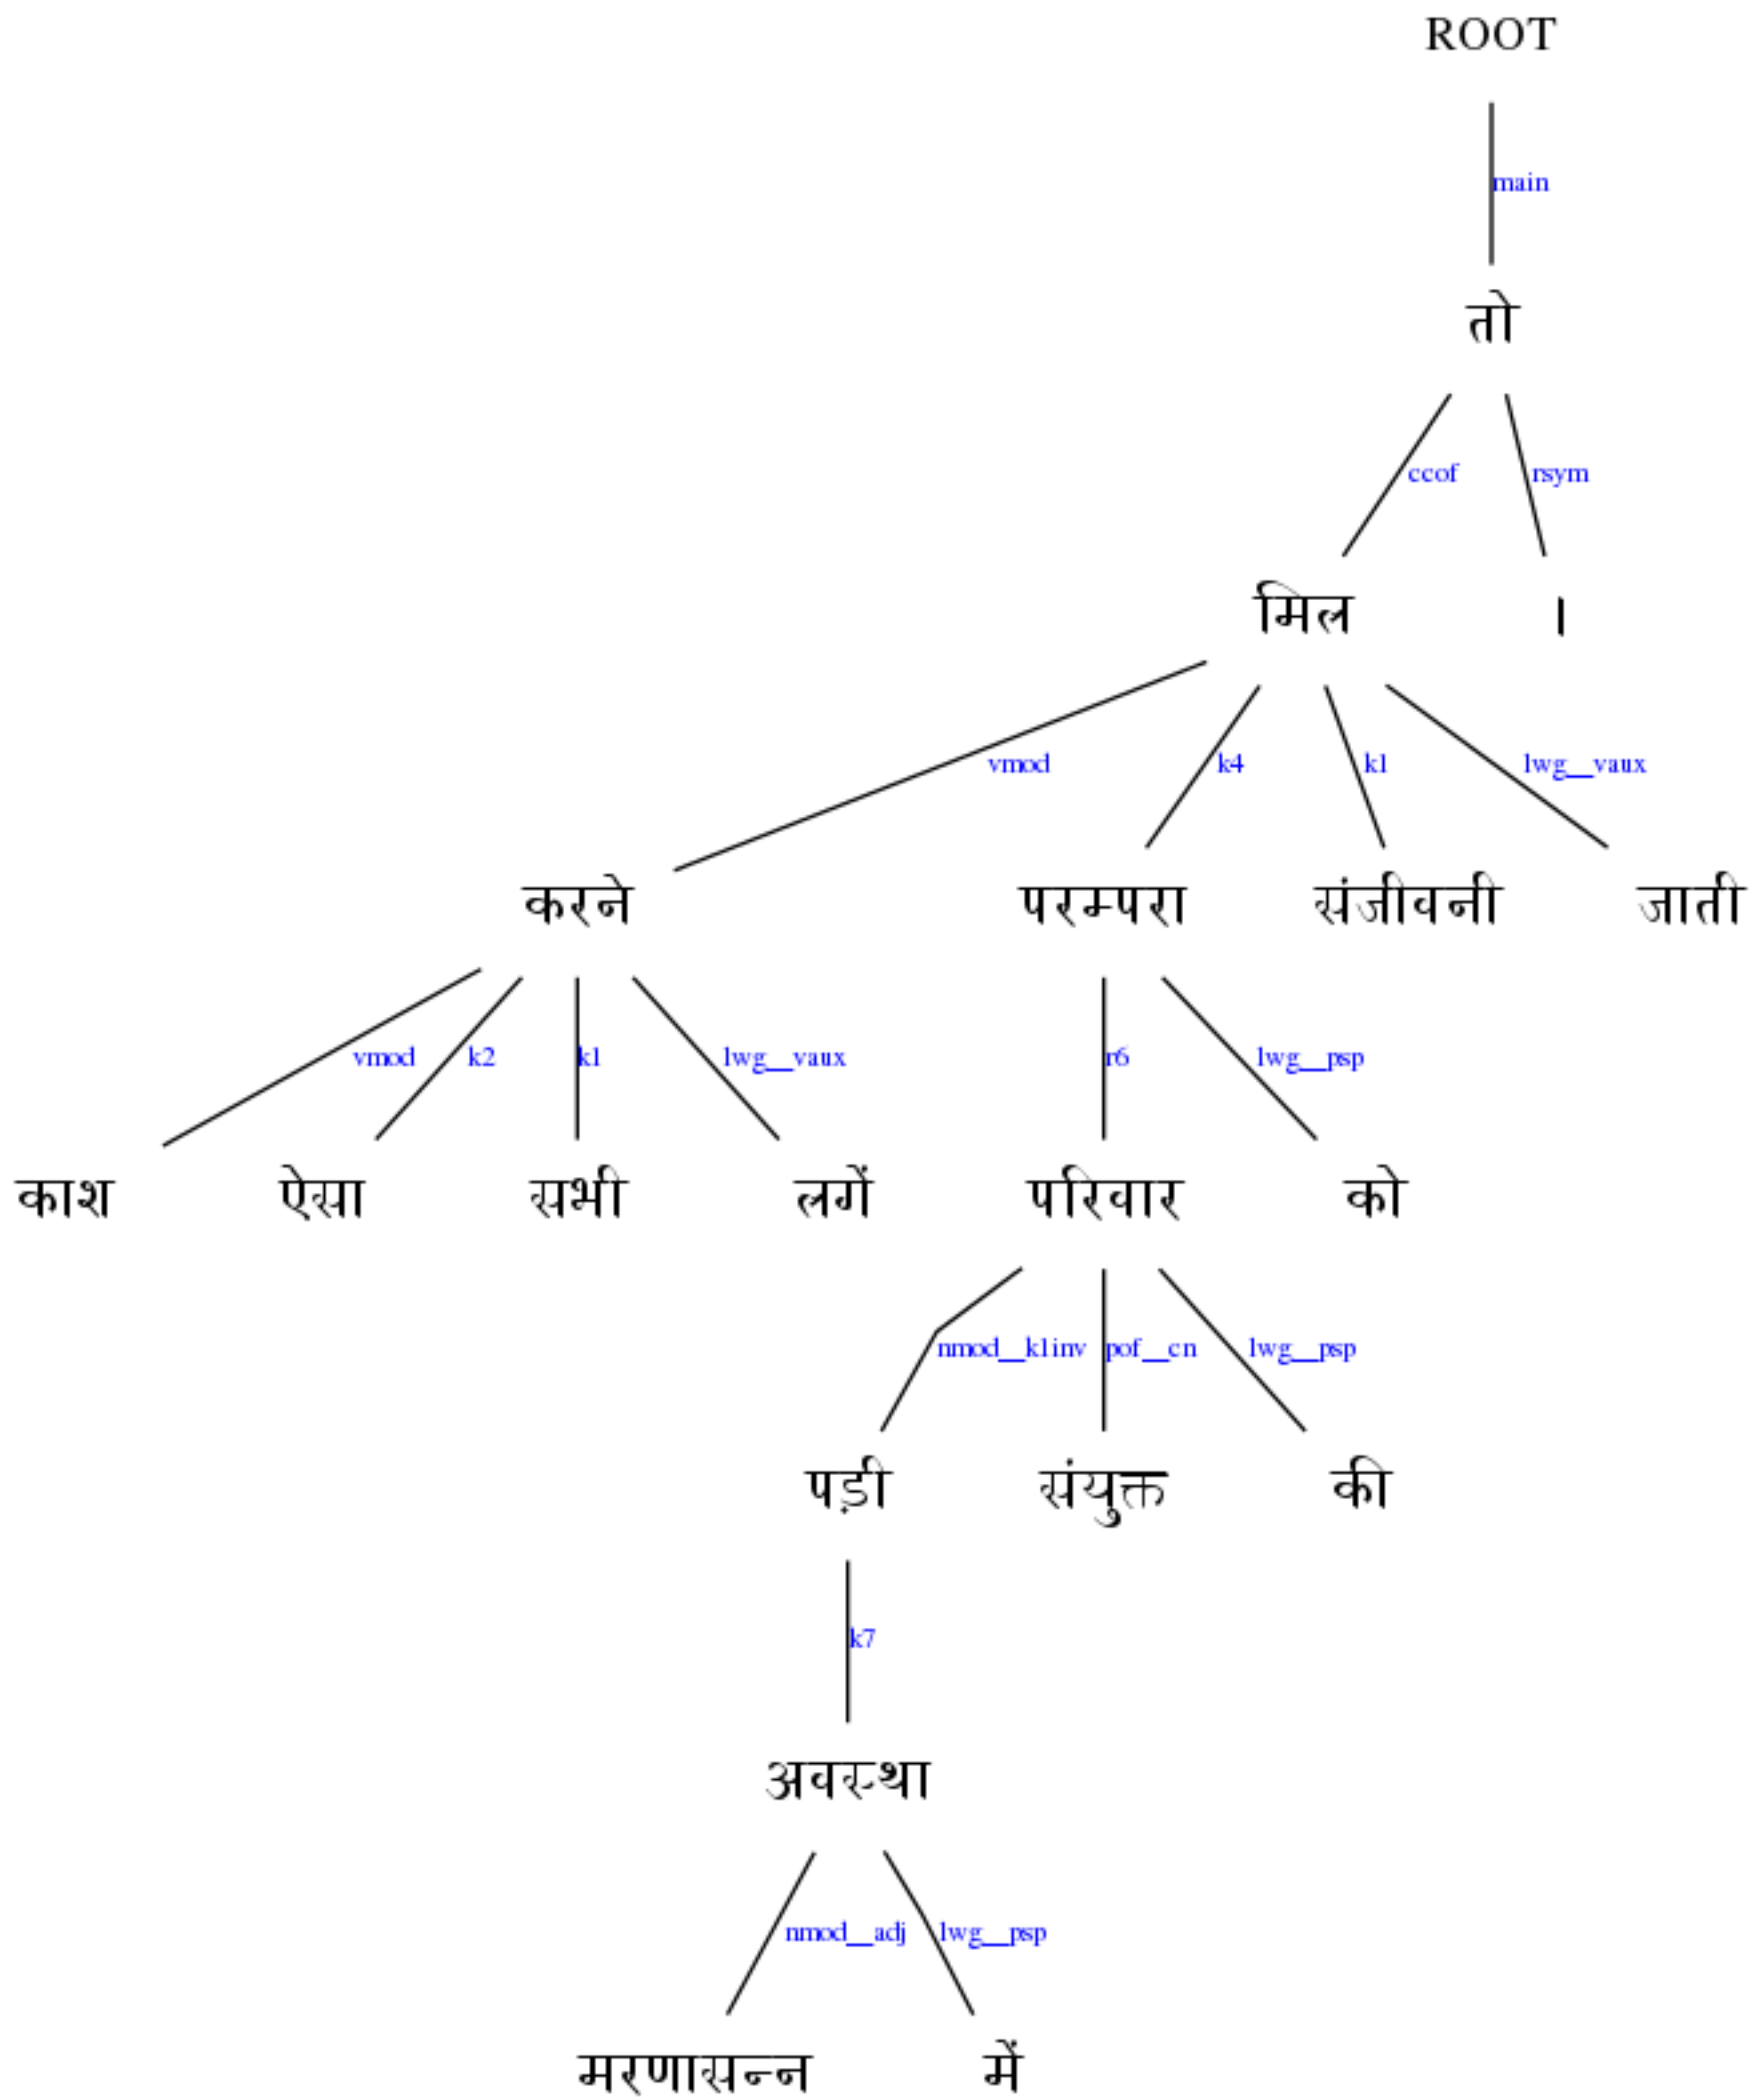 ROOT
main
तो
ccof rsym
मिल ।
vmod k4 k1 lwg__vaux
करने परम्परा संजीवनी जाती
vmod k2 k1 lwg__vaux r6 lwg__psp
काश ऐसा सभी लगें परिवार को
nmod__k1inv pof__cn lwg__psp
पड़ी संयुक्त की
k7
अवस्था
nmod__adj lwg__psp
मरणासन्न में